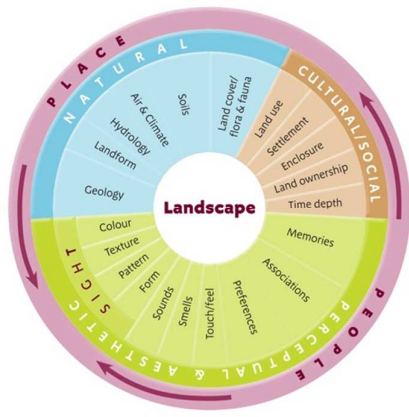 PLACE
NATURAL
Geology
Landform
Hydrology
Air & Climate
Soils
Land cover/
flora & fauna
CULTURAL/SOCIAL
Land use
Settlement
Enclosure
Land ownership
Time depth
Landscape
PEOPLE
PERCEPTUAL & AESTHETIC
Memories
Associations
Preferences
Touch/feel
Smells
Sounds
SIGHT
Form
Pattern
Texture
Colour